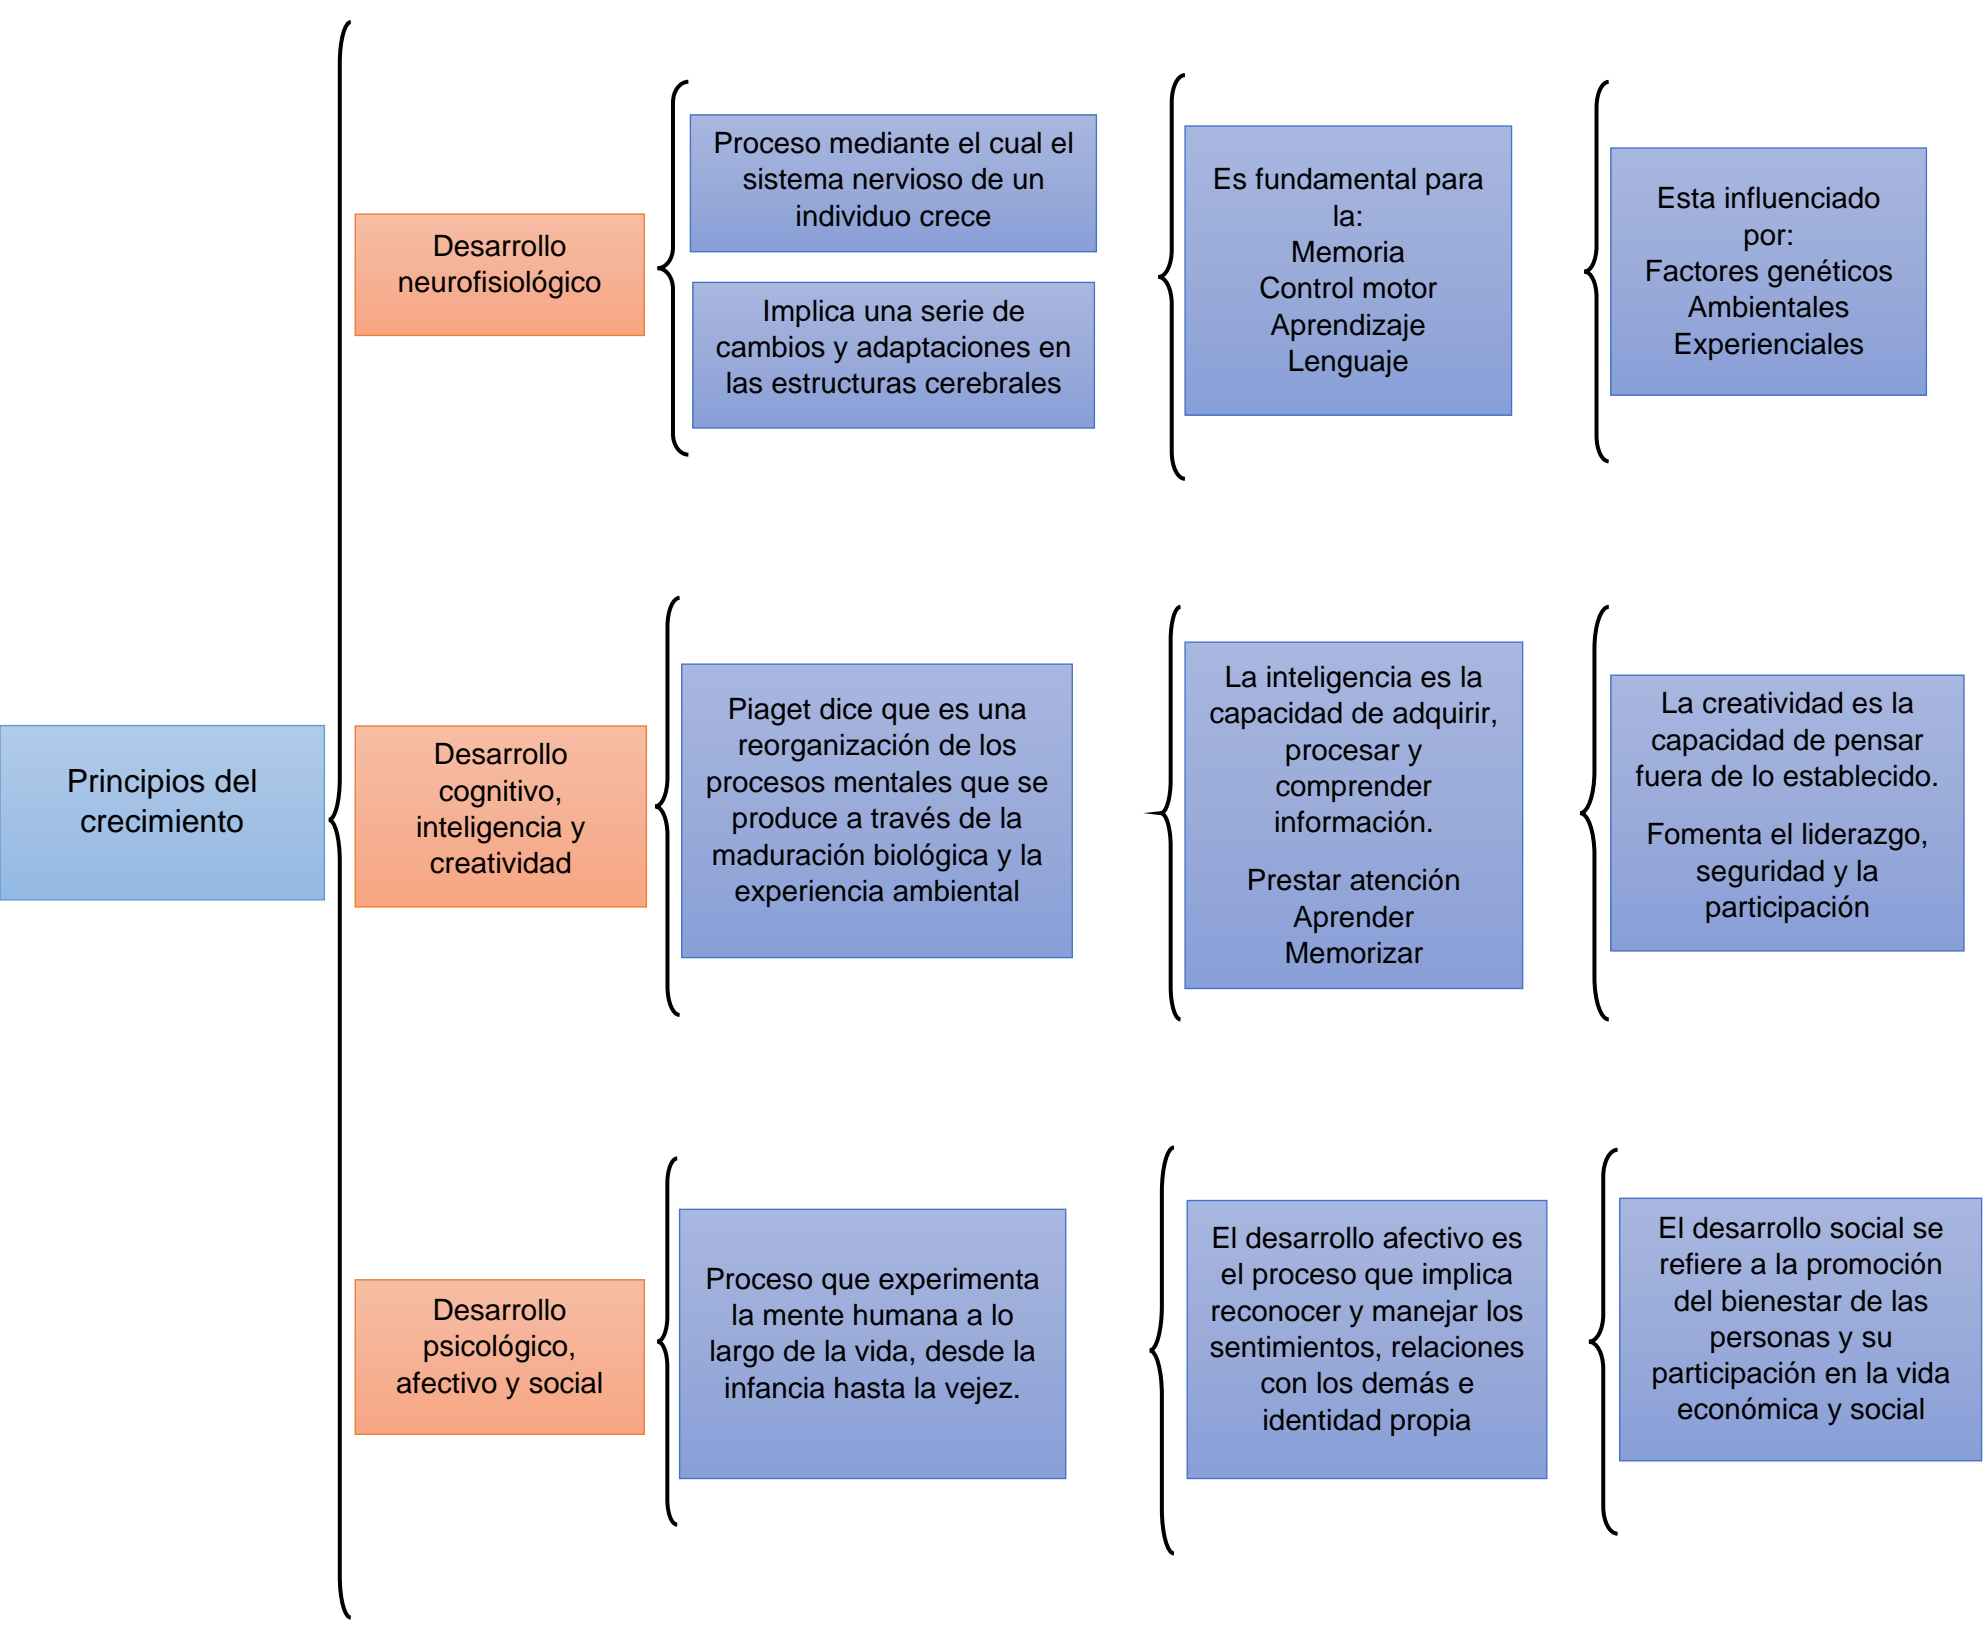 Principios del
crecimiento
Desarrollo
neurofisiológico
Proceso mediante el cual el
sistema nervioso de un
individuo crece
Implica una serie de
cambios y adaptaciones en
las estructuras cerebrales
Es fundamental para
la:
Memoria
Control motor
Aprendizaje
Lenguaje
Esta influenciado
por:
Factores genéticos
Ambientales
Experienciales
Desarrollo
cognitivo,
inteligencia y
creatividad
Piaget dice que es una
reorganización de los
procesos mentales que se
produce a través de la
maduración biológica y la
experiencia ambiental
La inteligencia es la
capacidad de adquirir,
procesar y
comprender
información.
Prestar atención
Aprender
Memorizar
La creatividad es la
capacidad de pensar
fuera de lo establecido.
Fomenta el liderazgo,
seguridad y la
participación
Desarrollo
psicológico,
afectivo y social
Proceso que experimenta
la mente humana a lo
largo de la vida, desde la
infancia hasta la vejez.
El desarrollo afectivo es
el proceso que implica
reconocer y manejar los
sentimientos, relaciones
con los demás e
identidad propia
El desarrollo social se
refiere a la promoción
del bienestar de las
personas y su
participación en la vida
económica y social